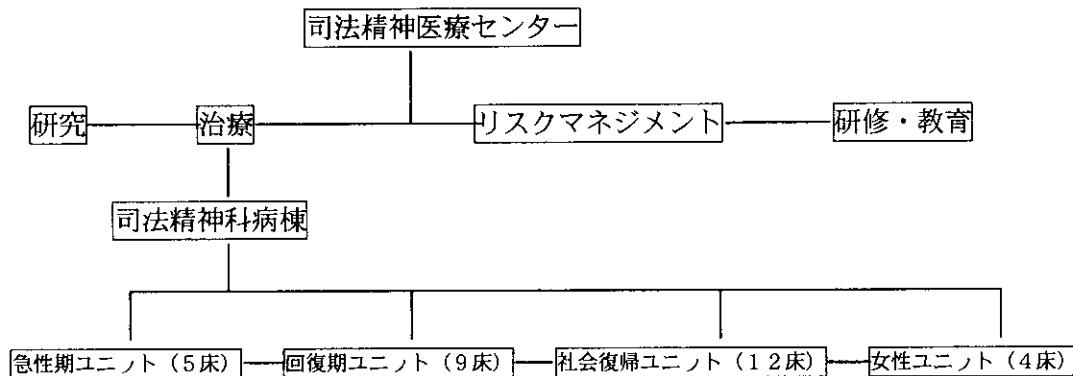 司法精神医療センター
研究
治療
リスクマネジメント
研修・教育
司法精神科病棟
急性期ユニット（5床）
回復期ユニット（9床）
社会復帰ユニット（12床）
女性ユニット（4床）